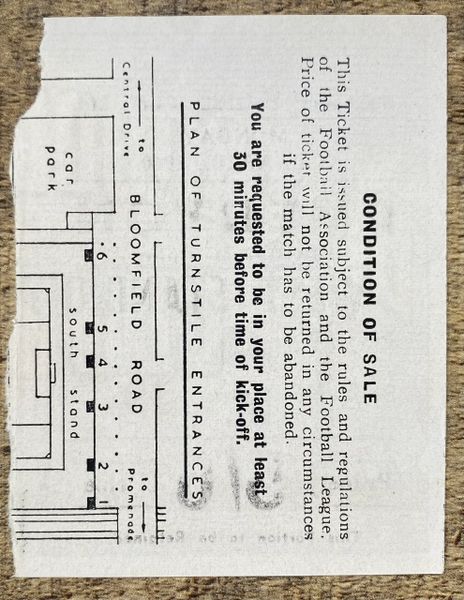 CONDITION OF SALE
This Ticket is issued subject to the rules and regulations
of the Football Association and the Football League.
Price of ticket will not be returned in any circumstances
if the match has to be abandoned.
You are requested to be in your place at least
30 minutes before time of kick-off.
PLAN OF TURNSTILE ENTRANCES
to
Central Drive
BLOOMFIELD ROAD
to
promenade
car
park
6 5 4 3 2 1
south stand